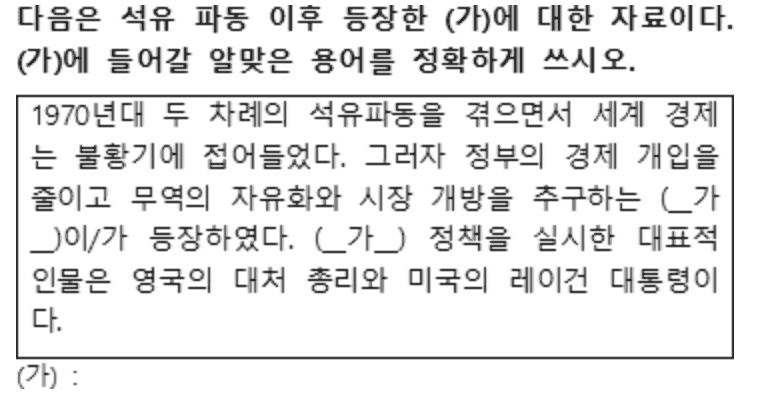 다음은 석유 파동 이후 등장한 (가)에 대한 자료이다.
(가)에 들어갈 알맞은 용어를 정확하게 쓰시오.
1970년대 두 차례의 석유파동을 겪으면서 세계 경제
는 불황기에 접어들었다. 그러자 정부의 경제 개입을
줄이고 무역의 자유화와 시장 개방을 추구하는 (_가
_)이/가 등장하였다. (_가_) 정책을 실시한 대표적
인물은 영국의 대처 총리와 미국의 레이건 대통령이
다.
(가) :